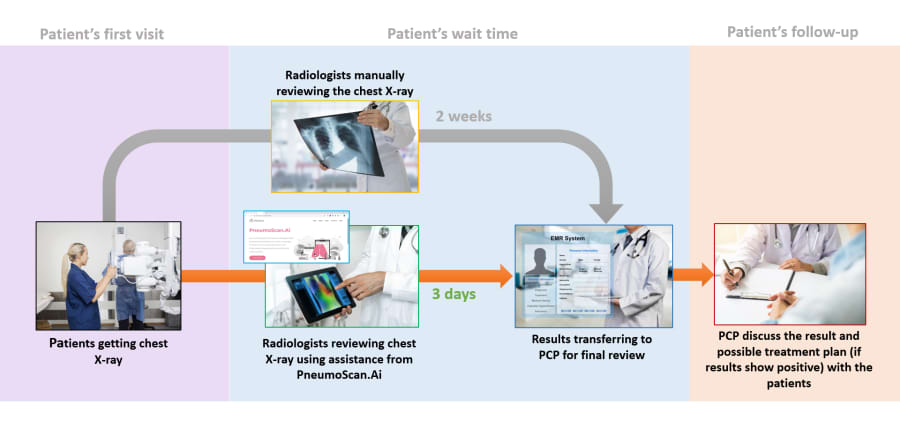 Patient's first visit
Patient's wait time
Patient's follow-up
Radiologists manually
reviewing the chest X-ray
2 weeks
PneumoScan.Ai
EMR System
3 days
Patients getting chest
X-ray
Radiologists reviewing chest
X-ray using assistance from
PneumoScan.Ai
Results transferring to
PCP for final review
PCP discuss the result and
possible treatment plan (if
results show positive) with the
patients